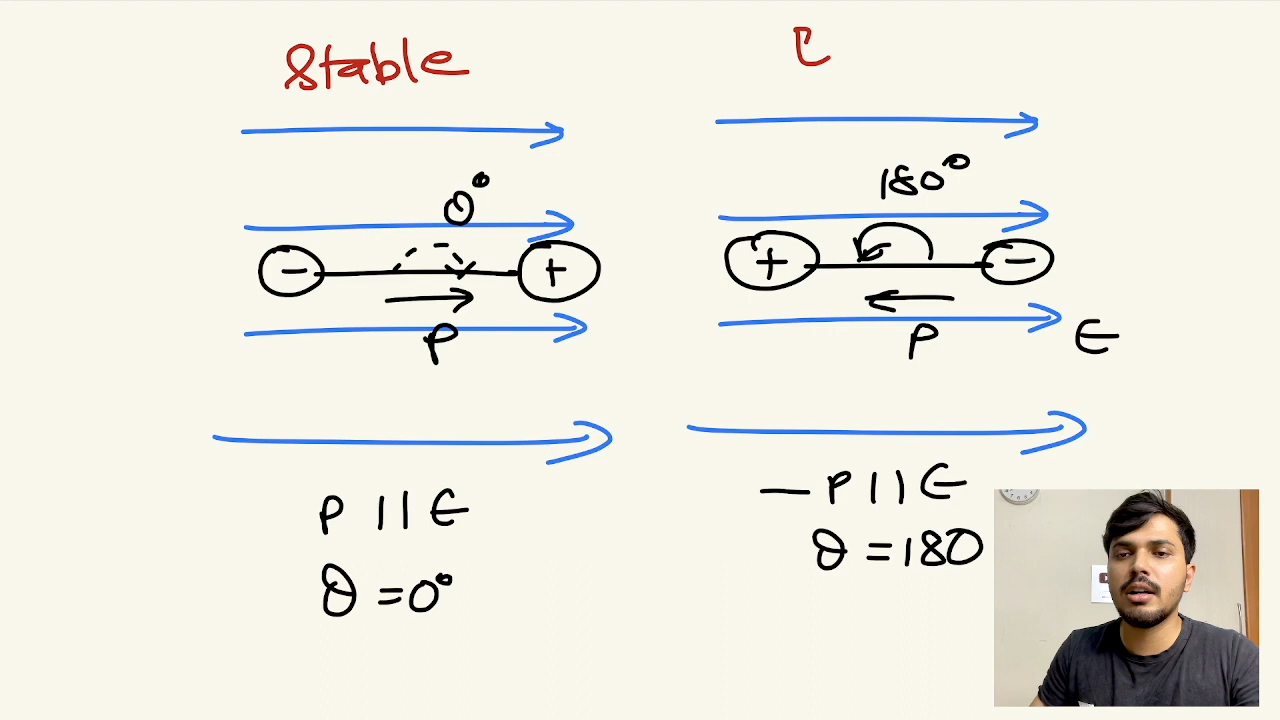 Stable
0°
180°
- +
+ -
P
P
E
P || E
- P || E
θ = 180
θ = 0°